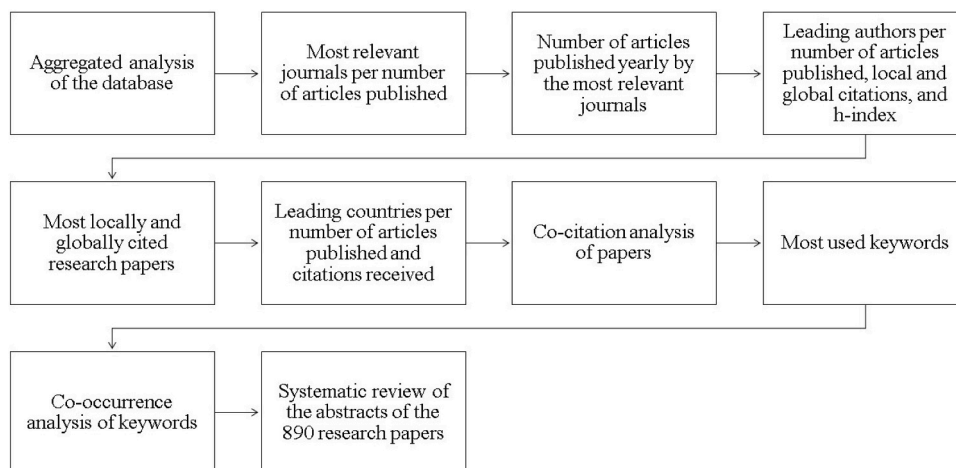 Aggregated analysis
of the database
Most relevant
journals per number
of articles published
Number of articles
published yearly by
the most relevant
journals
Leading authors per
number of articles
published, local and
global citations, and
h-index
Most locally and
globally cited
research papers
Leading countries per
number of articles
published and
citations received
Co-citation analysis
of papers
Most used keywords
Co-occurrence
analysis of keywords
Systematic review of
the abstracts of the
890 research papers